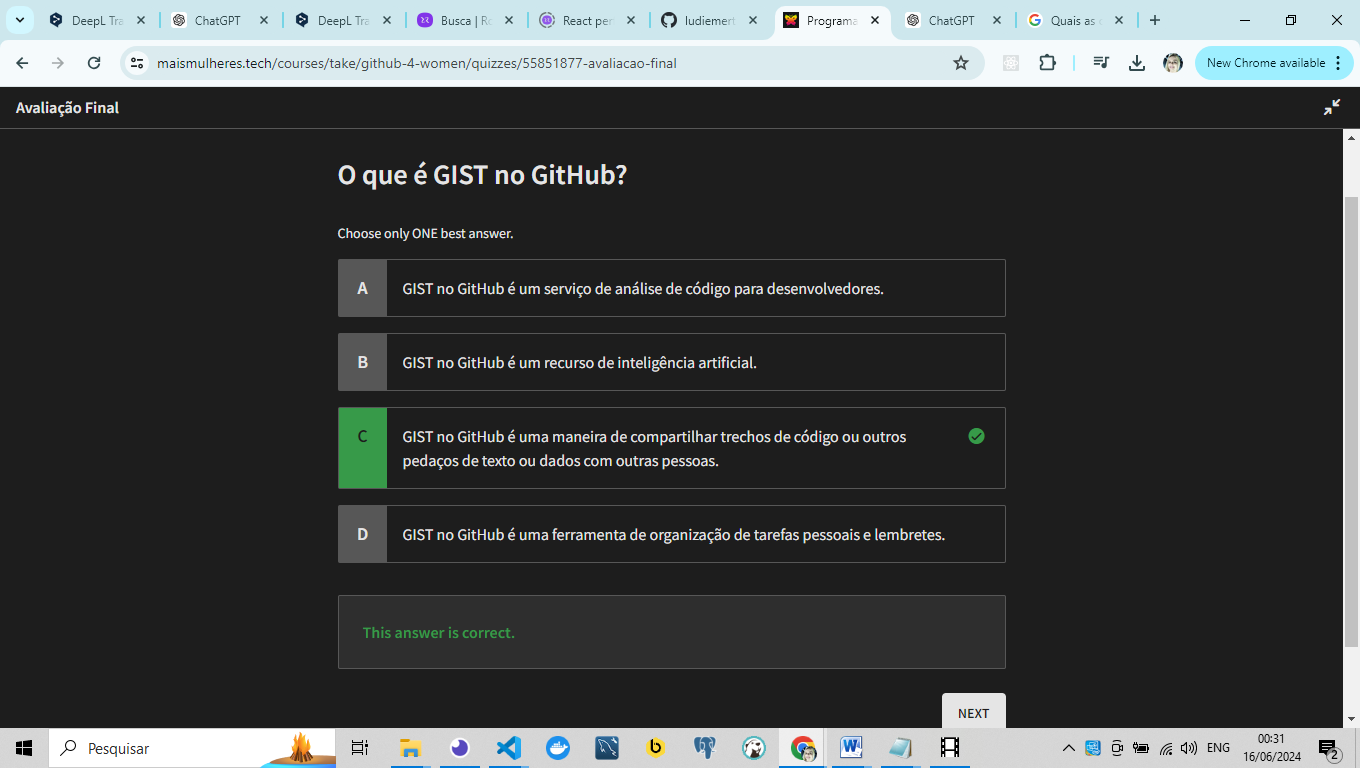 DeepL Tra
ChatGPT
DeepL Tra
Busca | Ro
React per
ludiemert
Programa
ChatGPT
Quais as
maismulheres.tech/courses/take/github-4-women/quizzes/55851877-avaliacao-final
New Chrome available
Avaliação Final
O que é GIST no GitHub?
Choose only ONE best answer.
A
GIST no GitHub é um serviço de análise de código para desenvolvedores.
B
GIST no GitHub é um recurso de inteligência artificial.
C
GIST no GitHub é uma maneira de compartilhar trechos de código ou outros
pedaços de texto ou dados com outras pessoas.
D
GIST no GitHub é uma ferramenta de organização de tarefas pessoais e lembretes.
This answer is correct.
NEXT
Pesquisar
ENG
00:31
16/06/2024
2